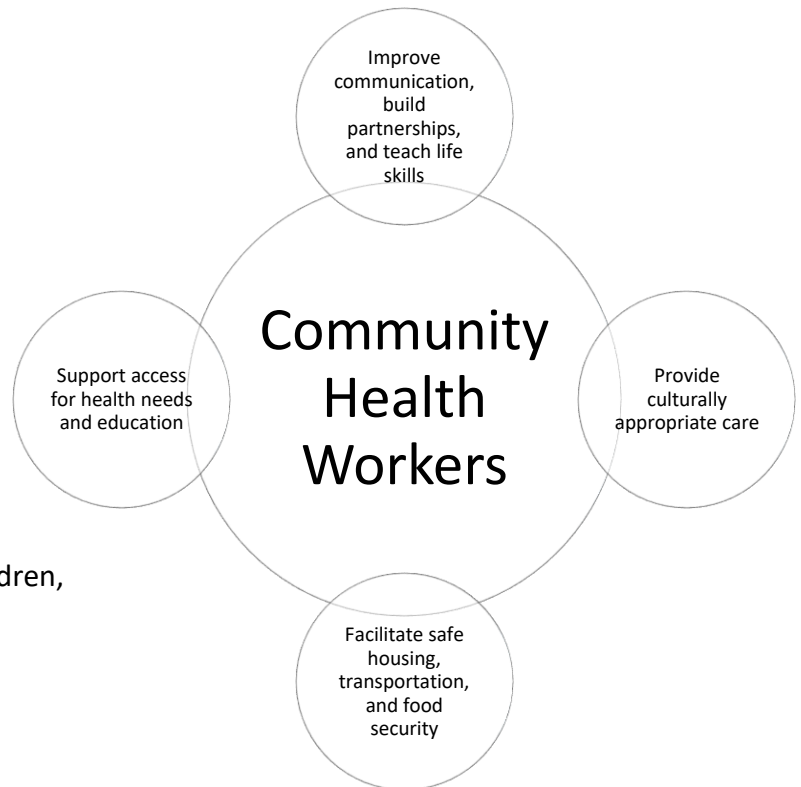 Improve
communication,
build
partnerships,
and teach life
skills
Community
Health
Workers
Support access
for health needs
and education
Provide
culturally
appropriate care
dren,
Facilitate safe
housing,
transportation,
and food
security